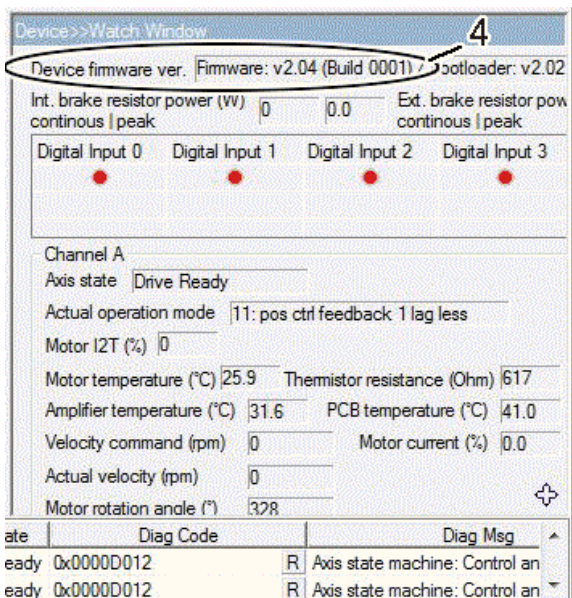 Device>>Watch Window
4
Device firmware ver. Firmware: v2.04 (Build 0001) / Bootloader: v2.02
Int. brake resistor power (W) 0 0.0 Ext. brake resistor pow
continous | peak continous | peak
Digital Input 0 Digital Input 1 Digital Input 2 Digital Input 3
Channel A
Axis state Drive Ready
Actual operation mode 11: pos ctrl feedback 1 lag less
Motor I2T (%) 0
Motor temperature (°C) 25.9 Thermistor resistance (Ohm) 617
Amplifier temperature (°C) 31.6 PCB temperature (°C) 41.0
Velocity command (rpm) 0 Motor current (%) 0.0
Actual velocity (rpm) 0
Motor rotation angle (°) 328
ate Diag Code Diag Msg
eady 0x0000D012 R Axis state machine: Control an
eady 0x0000D012 R Axis state machine: Control an